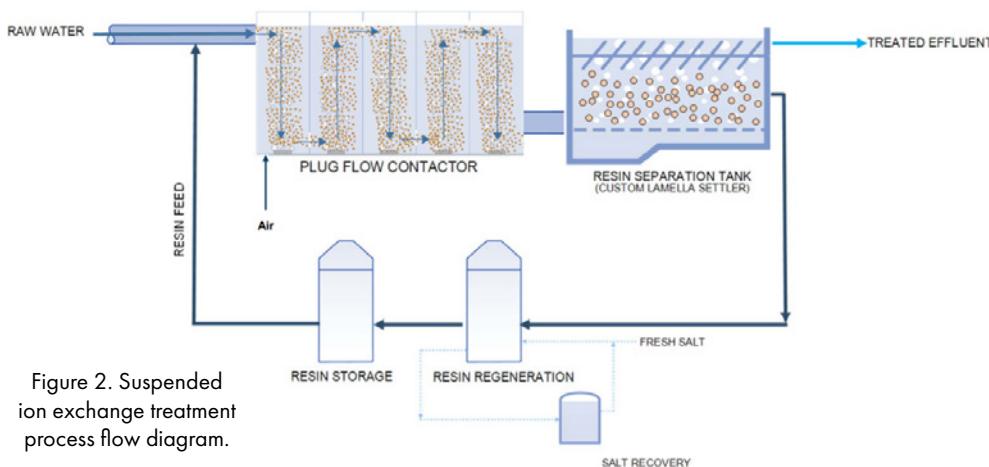 RAW WATER
TREATED EFFLUENT
PLUG FLOW CONTACTOR
RESIN SEPARATION TANK
(CUSTOM LAMELLA SETTLER)
RESIN FEED
Air
FRESH SALT
RESIN STORAGE
RESIN REGENERATION
Figure 2. Suspended
ion exchange treatment
process flow diagram.
SALT RECOVERY